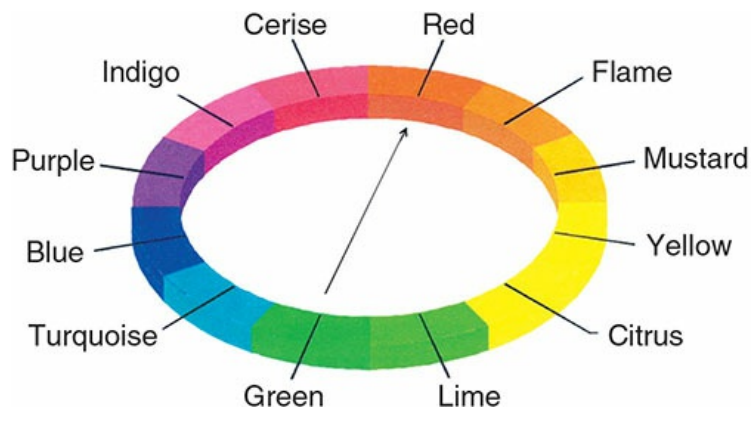 Cerise
Red
Indigo
Flame
Purple
Mustard
Blue
Yellow
Turquoise
Citrus
Green
Lime